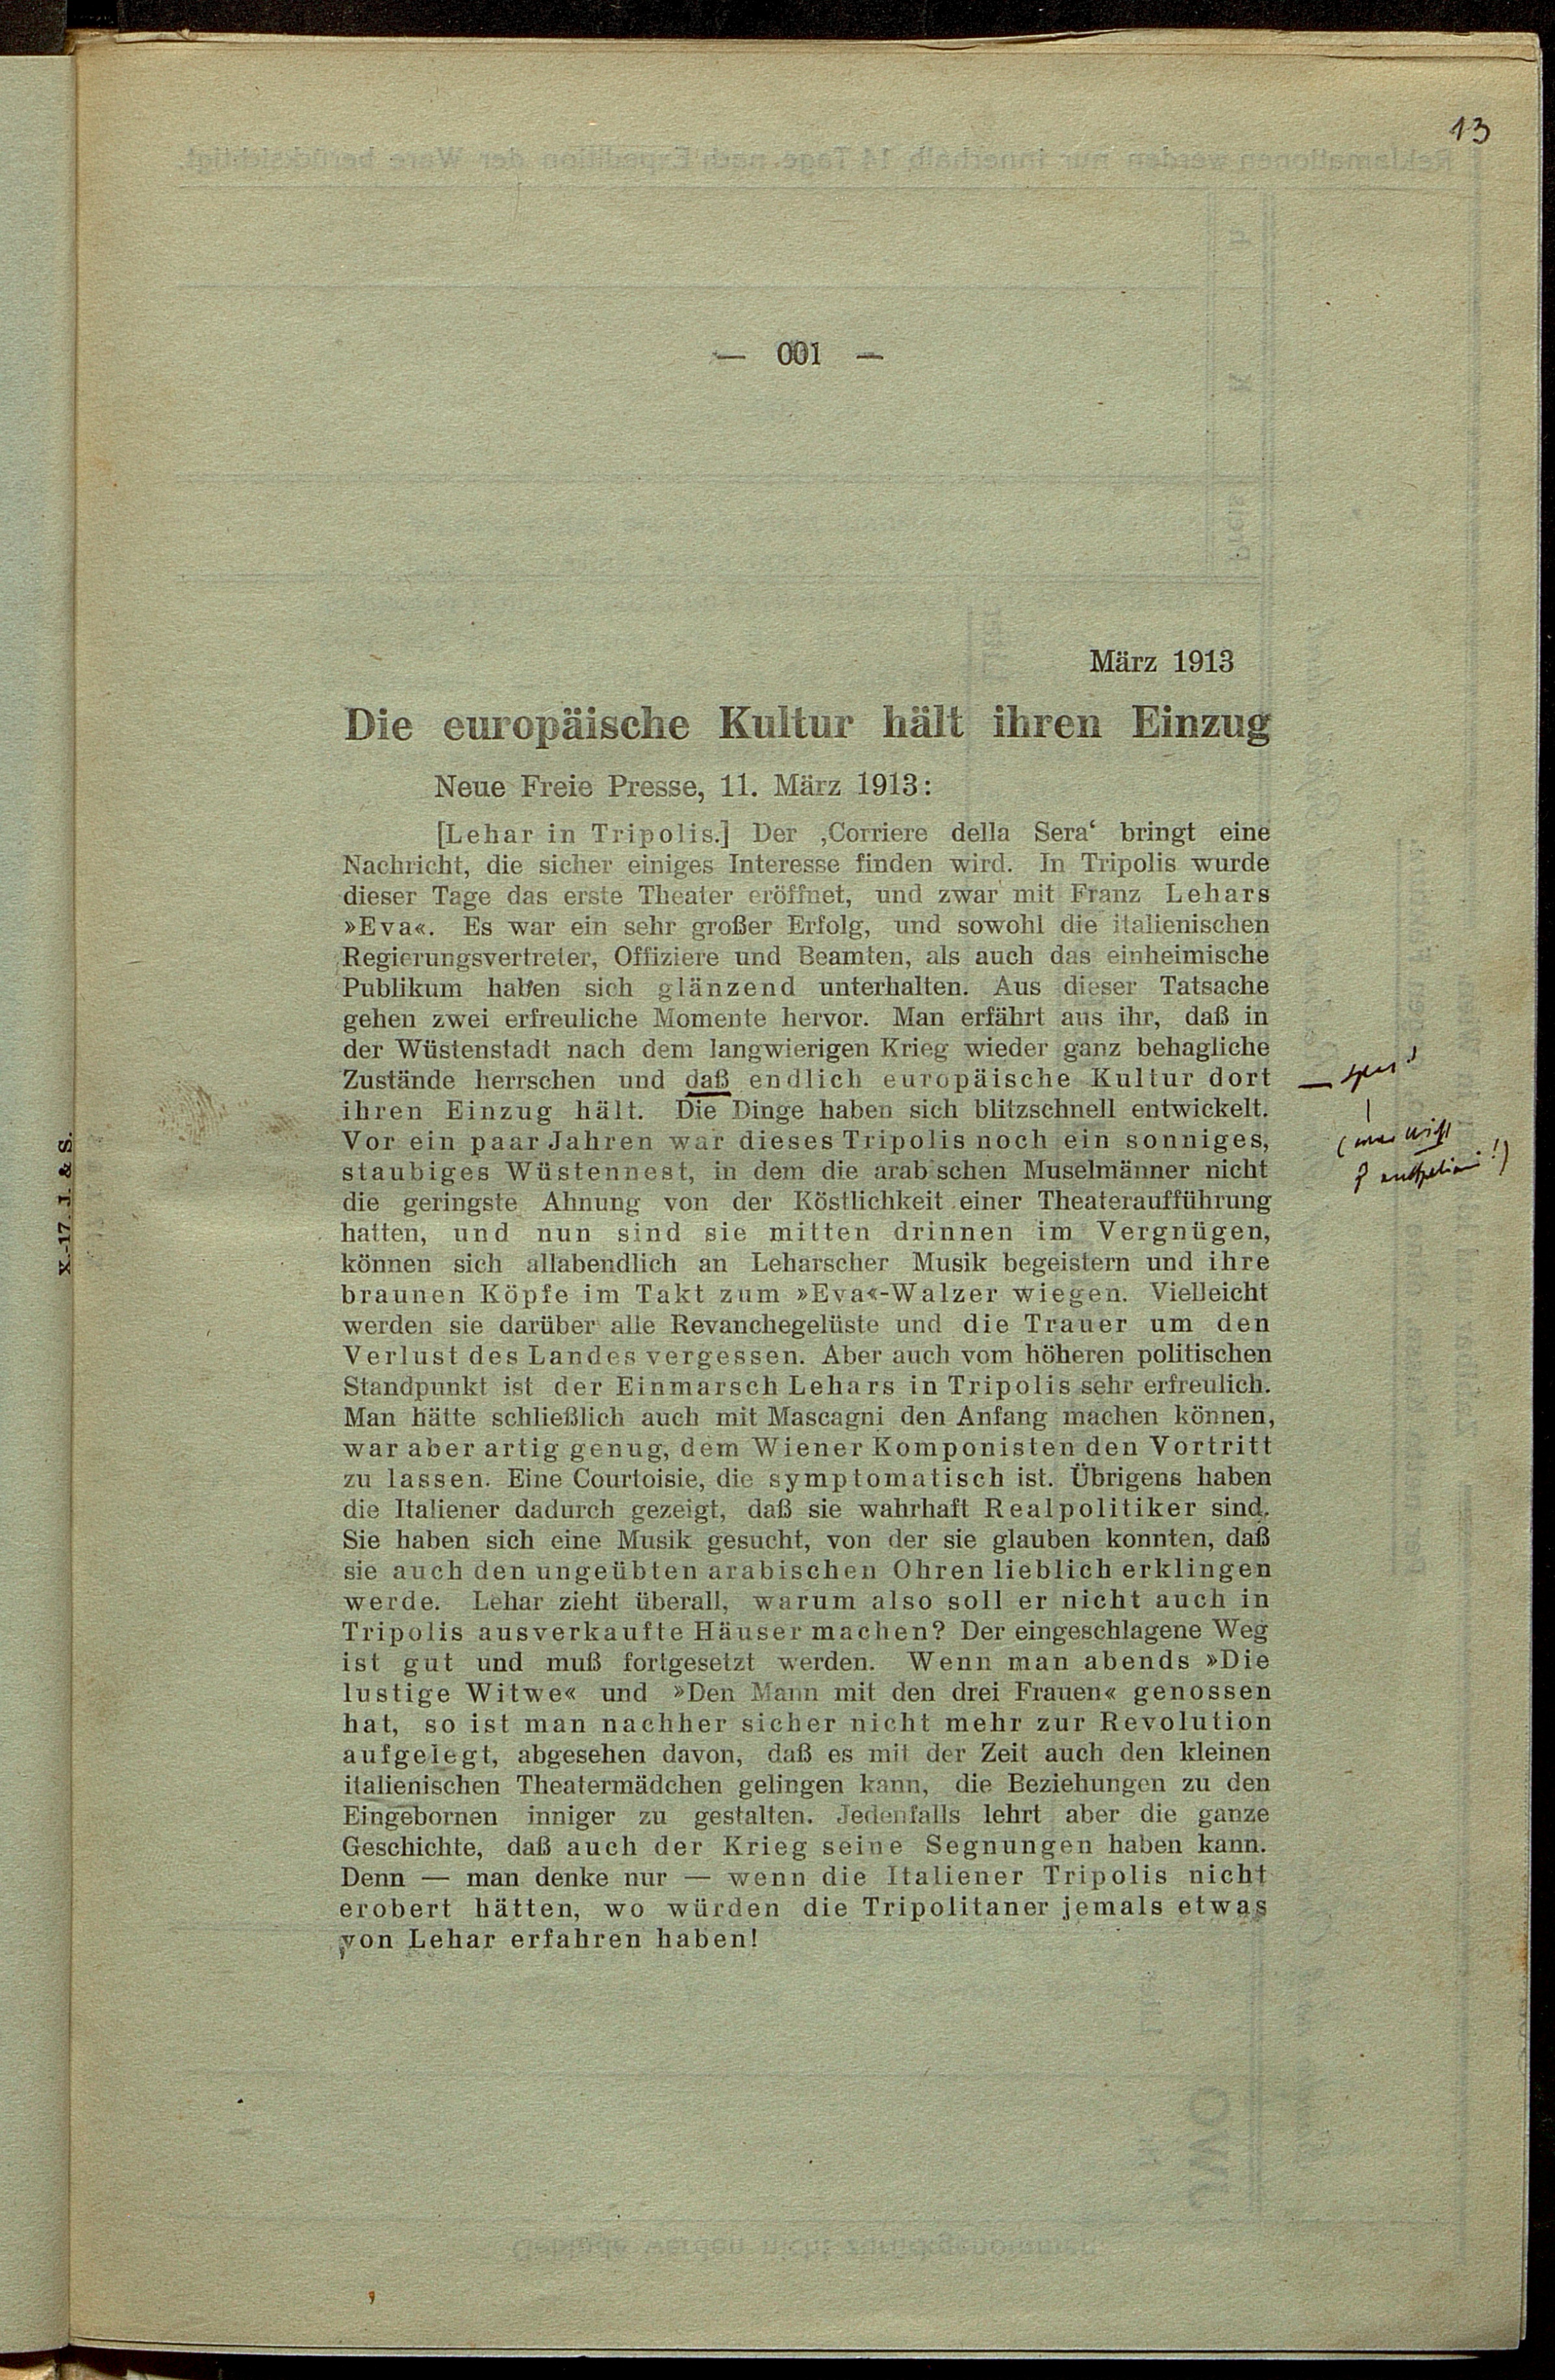 13
— 001 —
März 1913
Die europäische Kultur hält ihren Einzug
Neue Freie Presse, 11. März 1913:
[Lehar in Tripolis.] Der ‚Corriere della Sera‘ bringt eine
Nachricht, die sicher einiges Interesse finden wird. In Tripolis wurde
dieser Tage das erste Theater eröffnet, und zwar mit Franz Lehars
»Eva«. Es war ein sehr großer Erfolg, und sowohl die italienischen
Regierungsvertreter, Offiziere und Beamten, als auch das einheimische
Publikum haben sich glänzend unterhalten. Aus dieser Tatsache
gehen zwei erfreuliche Momente hervor. Man erfährt aus ihr, daß in
der Wüstenstadt nach dem langwierigen Krieg wieder ganz behagliche
Zustände herrschen und daß endlich europäische Kultur dort
ihren Einzug hält. Die Dinge haben sich blitzschnell entwickelt.
Vor ein paar Jahren war dieses Tripolis noch ein sonniges,
staubiges Wüstennest, in dem die arab schen Muselmänner nicht
die geringste Ahnung von der Köstlichkeit einer Theateraufführung
hatten, und nun sind sie mitten drinnen im Vergnügen,
können sich allabendlich an Leharscher Musik begeistern und ihre
braunen Köpfe im Takt zum »Eva«-Walzer wiegen. Vielleicht
werden sie darüber alle Revanchegelüste und die Trauer um den
Verlust des Landes vergessen. Aber auch vom höheren politischen
Standpunkt ist der Einmarsch Lehars in Tripolis sehr erfreulich.
Man hätte schließlich auch mit Mascagni den Anfang machen können,
war aber artig genug, dem Wiener Komponisten den Vortritt
zu lassen. Eine Courtoisie, die symptomatisch ist. Übrigens haben
die Italiener dadurch gezeigt, daß sie wahrhaft Realpolitiker sind.
Sie haben sich eine Musik gesucht, von der sie glauben konnten, daß
sie auch den ungeübten arabischen Ohren lieblich erklingen
werde. Lehar zieht überall, warum also soll er nicht auch in
Tripolis ausverkaufte Häuser machen? Der eingeschlagene Weg
ist gut und muß fortgesetzt werden. Wenn man abends »Die
lustige Witwe« und »Den Mann mit den drei Frauen« genossen
hat, so ist man nachher sicher nicht mehr zur Revolution
aufgelegt, abgesehen davon, daß es mit der Zeit auch den kleinen
italienischen Theatermädchen gelingen kann, die Beziehungen zu den
Eingebornen inniger zu gestalten. Jedenfalls lehrt aber die ganze
Geschichte, daß auch der Krieg seine Segnungen haben kann.
Denn — man denke nur — wenn die Italiener Tripolis nicht
erobert hätten, wo würden die Tripolitaner jemals etwas
von Lehar erfahren haben!
X.-17. J. & S.